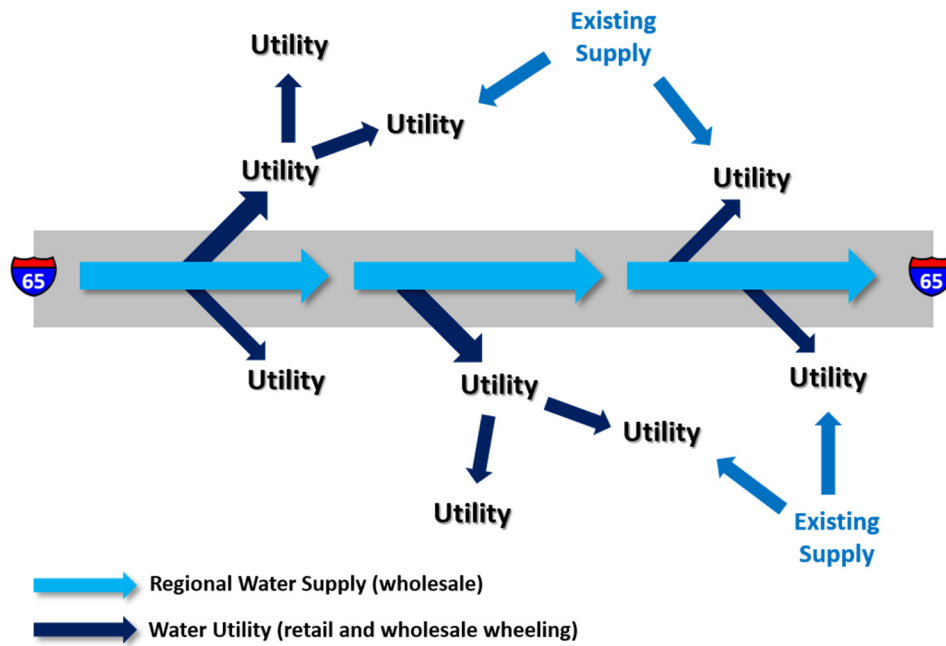 Existing
Supply
Utility
Utility
Utility
Utility
65
65
Utility
Utility
Utility
Utility
Utility
Existing
Supply
Regional Water Supply (wholesale)
Water Utility (retail and wholesale wheeling)